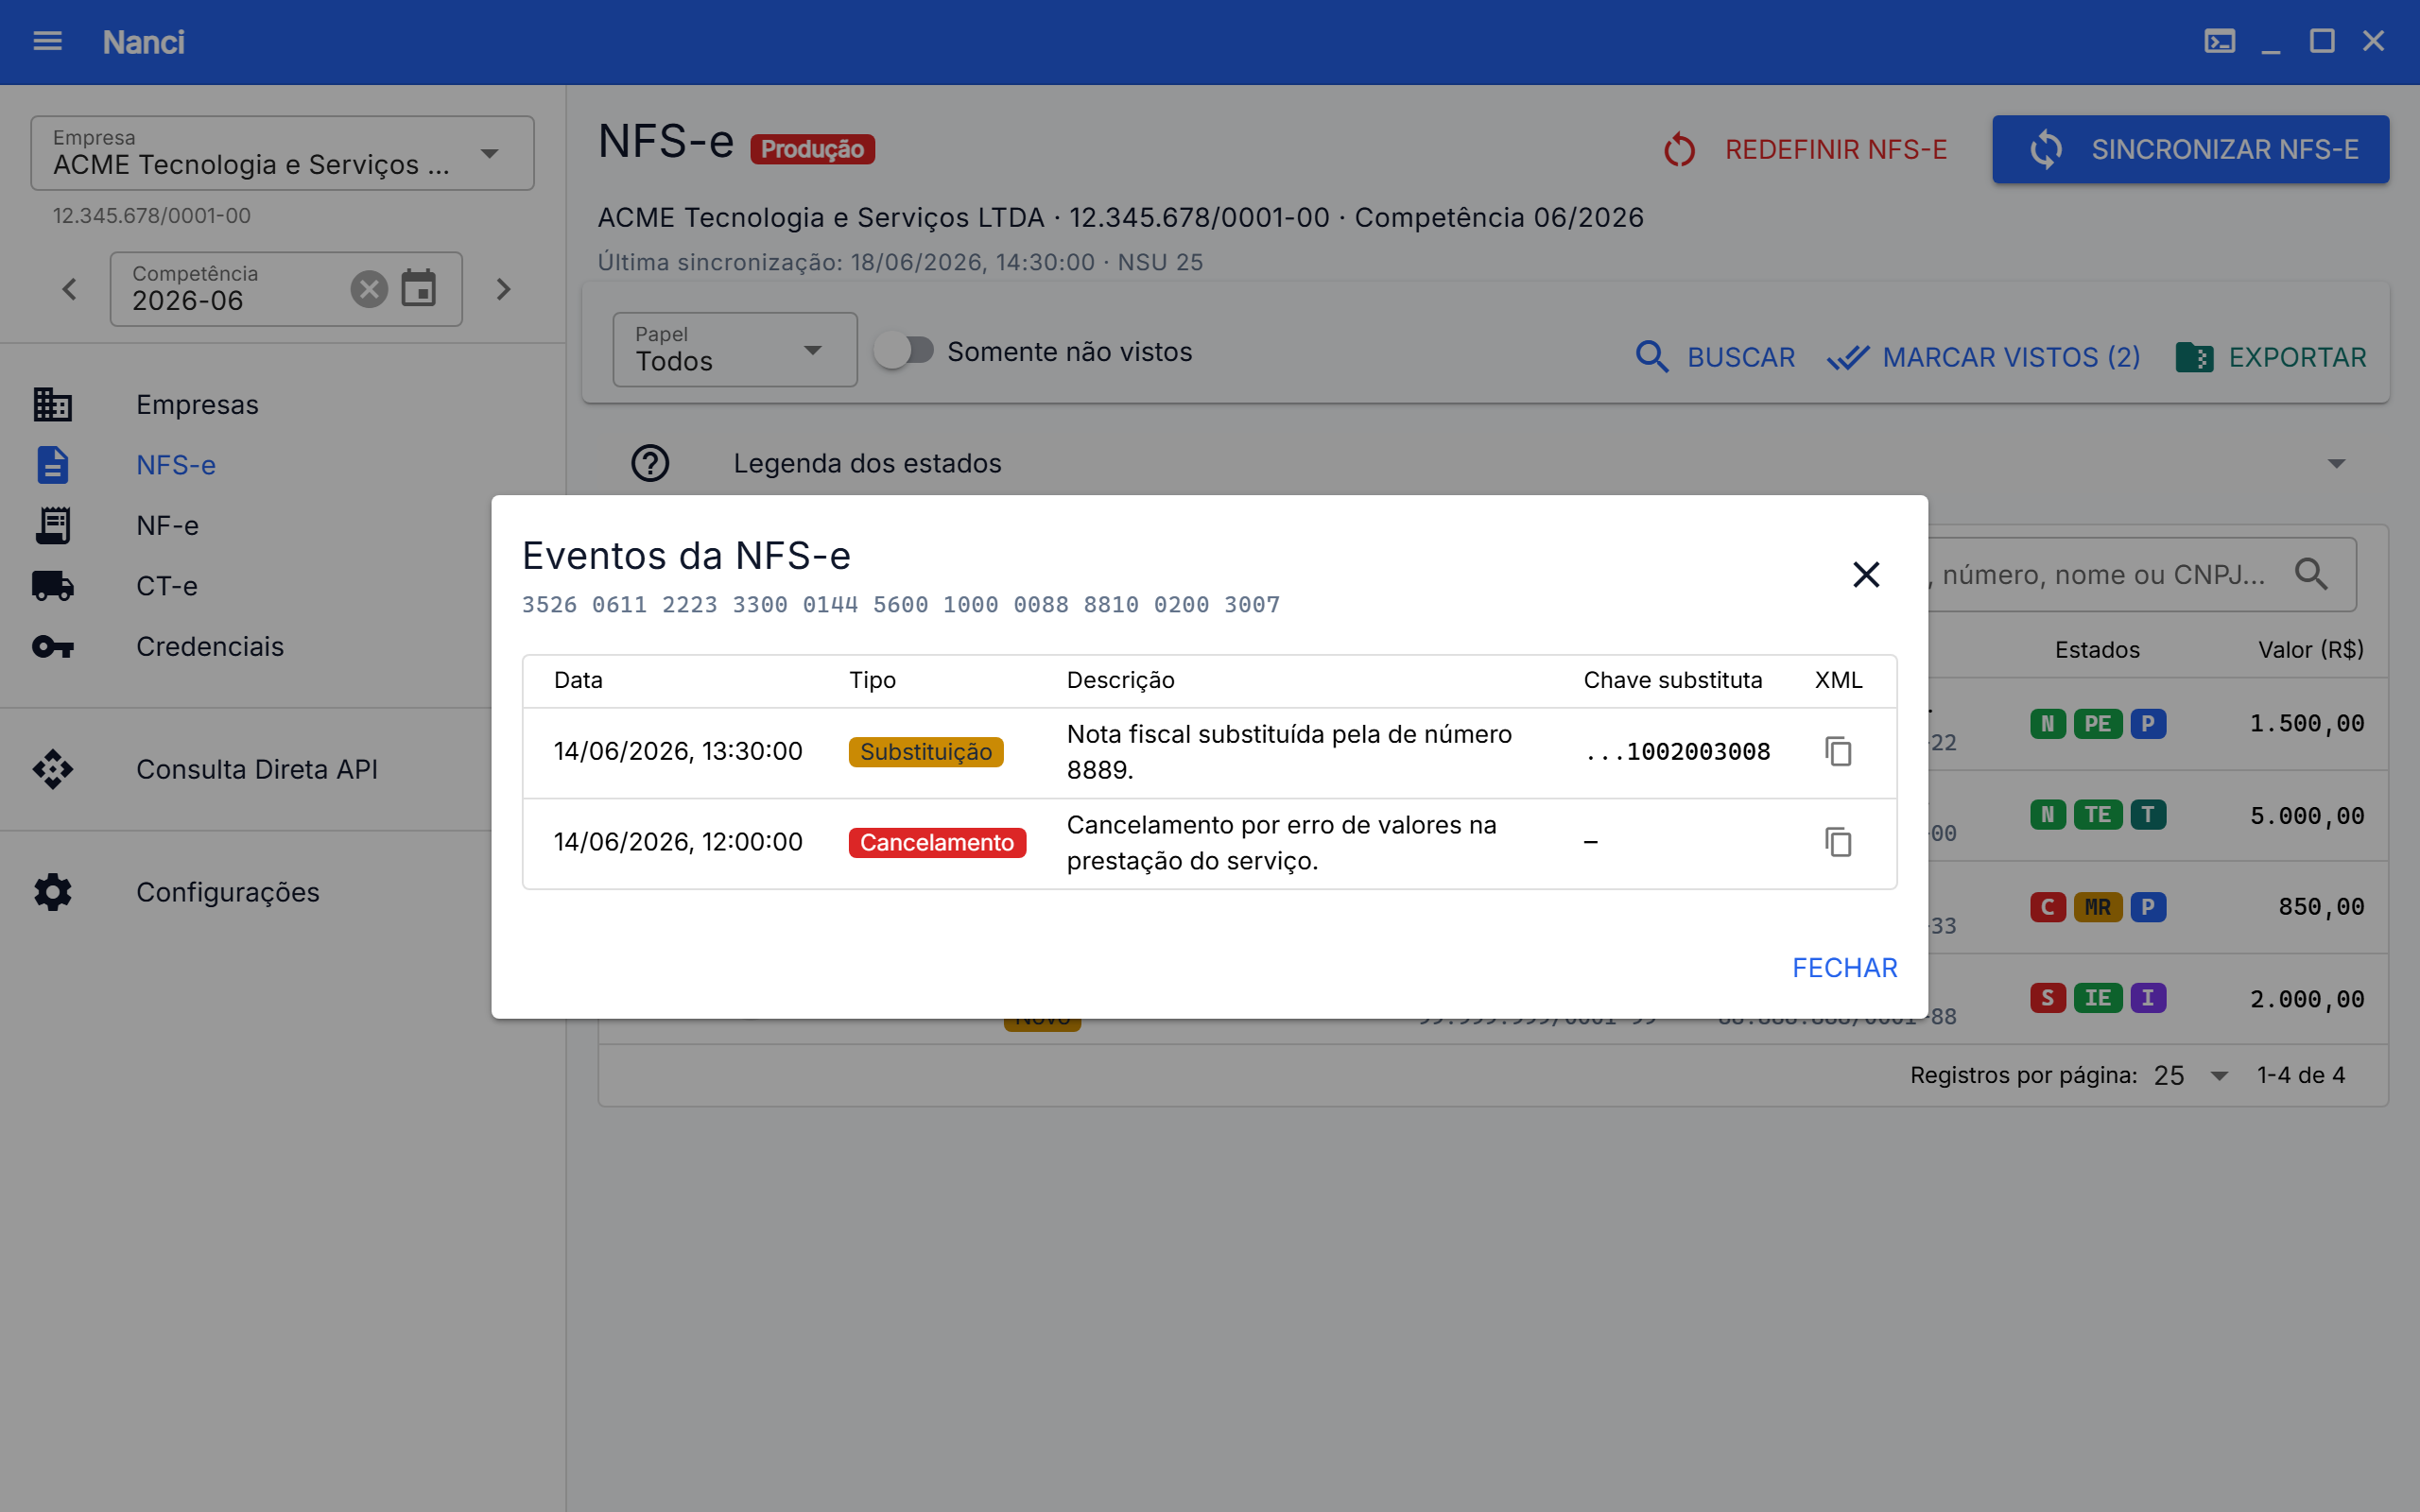 Nanci
Empresa
ACME Tecnologia e Serviços ...
12.345.678/0001-00
Competência
2026-06
Empresas
NFS-e
NF-e
CT-e
Credenciais
Consulta Direta API
Configurações
NFS-e Produção
REDEFINIR NFS-E
SINCRONIZAR NFS-E
ACME Tecnologia e Serviços LTDA · 12.345.678/0001-00 · Competência 06/2026
Última sincronização: 18/06/2026, 14:30:00 · NSU 25
Papel
Todos
Somente não vistos
BUSCAR
MARCAR VISTOS (2)
EXPORTAR
Legenda dos estados
, número, nome ou CNPJ...
Estados Valor (R$)
-22 N PE P 1.500,00
-00 N TE T 5.000,00
-33 C MR P 850,00
-88 S IE I 2.000,00
Registros por página: 25 1-4 de 4
Eventos da NFS-e
3526 0611 2223 3300 0144 5600 1000 0088 8810 0200 3007
Data Tipo Descrição Chave substituta XML
14/06/2026, 13:30:00 Substituição Nota fiscal substituída pela de número
8889.
...1002003008
14/06/2026, 12:00:00 Cancelamento Cancelamento por erro de valores na
prestação do serviço.
–
FECHAR